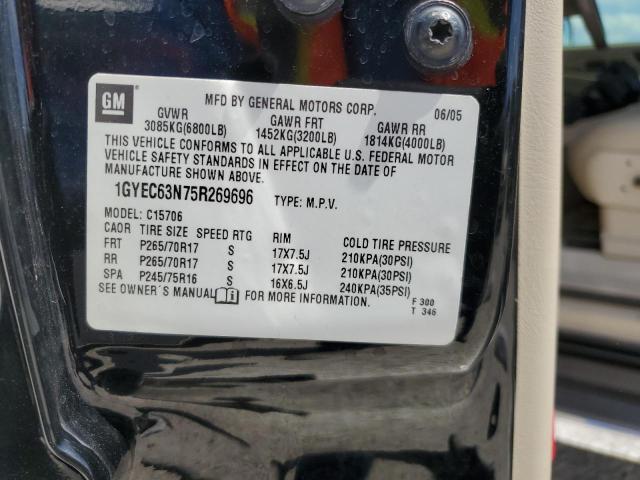 GM
MFD BY GENERAL MOTORS CORP. 06/05
GVWR GAWR FRT GAWR RR
3085KG(6800LB) 1452KG(3200LB) 1814KG(4000LB)
THIS VEHICLE CONFORMS TO ALL APPLICABLE U.S. FEDERAL MOTOR
VEHICLE SAFETY STANDARDS IN EFFECT ON THE DATE OF
MANUFACTURE SHOWN ABOVE.
1GYEC63N75R269696 TYPE: M.P.V.
MODEL: C15706
CAOR TIRE SIZE SPEED RTG RIM COLD TIRE PRESSURE
FRT P265/70R17 S 17X7.5J 210KPA(30PSI)
RR P265/70R17 S 17X7.5J 210KPA(30PSI)
SPA P245/75R16 S 16X6.5J 240KPA(35PSI)
SEE OWNER'S MANUAL FOR MORE INFORMATION.
F 300
T 346